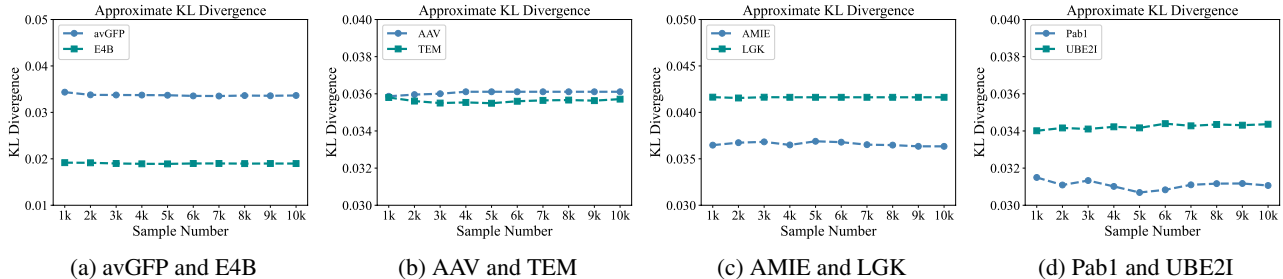 Approximate KL Divergence
KL Divergence
0.05
0.04
0.03
0.02
0.01
avGFP
E4B
1k 2k 3k 4k 5k 6k 7k 8k 9k 10k
Sample Number
(a) avGFP and E4B
Approximate KL Divergence
KL Divergence
0.040
0.038
0.036
0.034
0.032
0.030
AAV
TEM
1k 2k 3k 4k 5k 6k 7k 8k 9k 10k
Sample Number
(b) AAV and TEM
Approximate KL Divergence
KL Divergence
0.050
0.045
0.040
0.035
0.030
AMIE
LGK
1k 2k 3k 4k 5k 6k 7k 8k 9k 10k
Sample Number
(c) AMIE and LGK
Approximate KL Divergence
KL Divergence
0.040
0.038
0.036
0.034
0.032
0.030
Pab1
UBE2I
1k 2k 3k 4k 5k 6k 7k 8k 9k 10k
Sample Number
(d) Pab1 and UBE2I